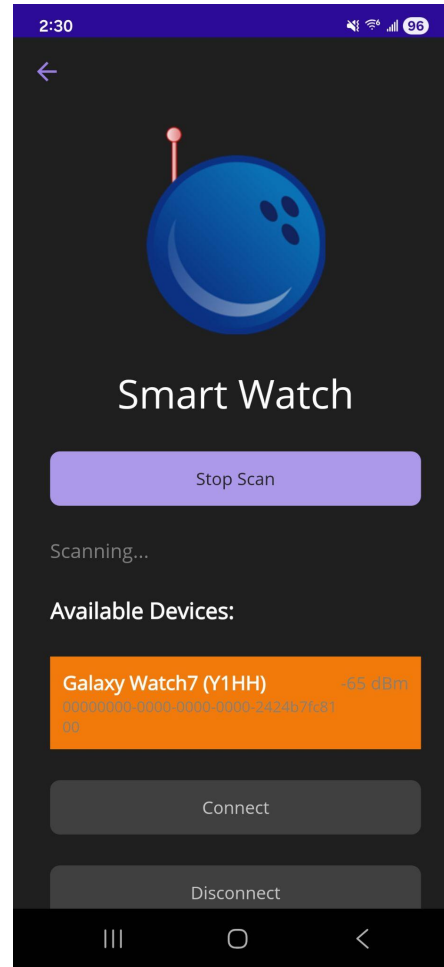 2:30 6 96
Smart Watch
Stop Scan
Scanning...
Available Devices:
Galaxy Watch7 (Y1HH) -65 dBm
00000000-0000-0000-0000-2424b7fc81
00
Connect
Disconnect